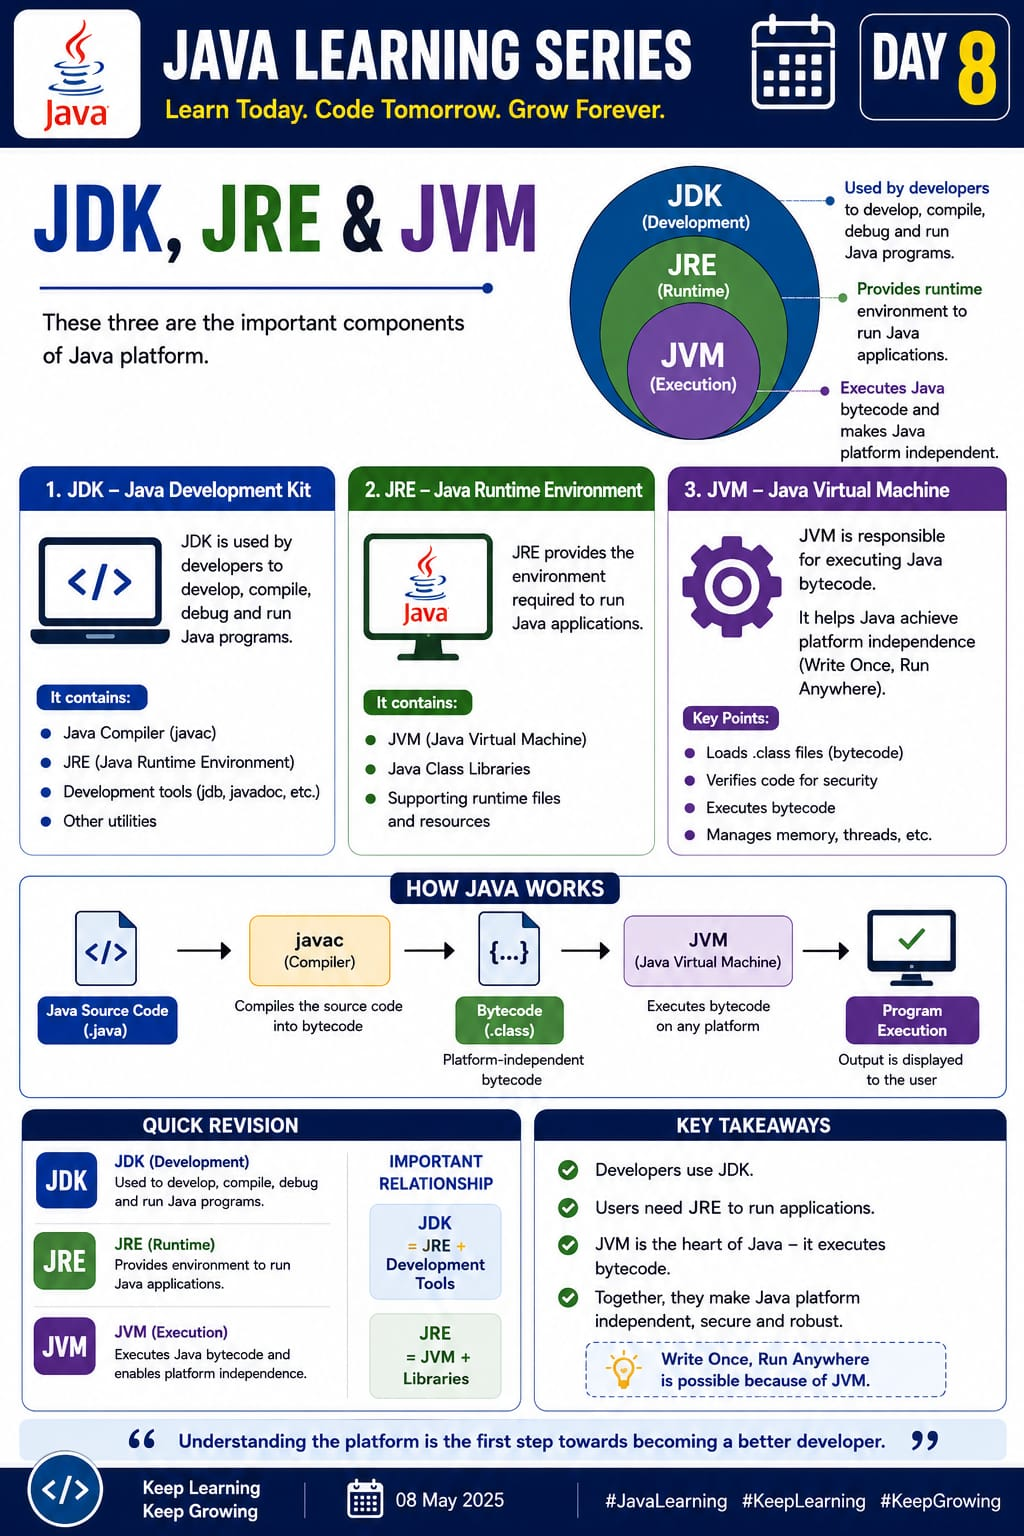 Java
JAVA LEARNING SERIES
Learn Today. Code Tomorrow. Grow Forever.
DAY 8
JDK, JRE & JVM
These three are the important components
of Java platform.
JDK
(Development)
JRE
(Runtime)
JVM
(Execution)
Used by developers
to develop, compile,
debug and run
Java programs.
Provides runtime
environment to
run Java
applications.
Executes Java
bytecode and
makes Java
platform independent.
1. JDK – Java Development Kit
</>
JDK is used by
developers to
develop, compile,
debug and run
Java programs.
It contains:
Java Compiler (javac)
JRE (Java Runtime Environment)
Development tools (jdb, javadoc, etc.)
Other utilities
2. JRE – Java Runtime Environment
Java
JRE provides the
environment
required to run
Java applications.
It contains:
JVM (Java Virtual Machine)
Java Class Libraries
Supporting runtime files
and resources
3. JVM – Java Virtual Machine
JVM is responsible
for executing Java
bytecode.
It helps Java achieve
platform independence
(Write Once, Run
Anywhere).
Key Points:
Loads .class files (bytecode)
Verifies code for security
Executes bytecode
Manages memory, threads, etc.
HOW JAVA WORKS
</>
Java Source Code
(.java)
javac
(Compiler)
Compiles the source code
into bytecode
{...}
Bytecode
(.class)
Platform-independent
bytecode
JVM
(Java Virtual Machine)
Executes bytecode
on any platform
Program
Execution
Output is displayed
to the user
QUICK REVISION
JDK
JDK (Development)
Used to develop, compile, debug
and run Java programs.
JRE
JRE (Runtime)
Provides environment to run
Java applications.
JVM
JVM (Execution)
Executes Java bytecode and
enables platform independence.
IMPORTANT
RELATIONSHIP
JDK
= JRE +
Development
Tools
JRE
= JVM +
Libraries
KEY TAKEAWAYS
Developers use JDK.
Users need JRE to run applications.
JVM is the heart of Java – it executes
bytecode.
Together, they make Java platform
independent, secure and robust.
Write Once, Run Anywhere
is possible because of JVM.
“ Understanding the platform is the first step towards becoming a better developer. ”
</>
Keep Learning
Keep Growing
08 May 2025
#JavaLearning #KeepLearning #KeepGrowing